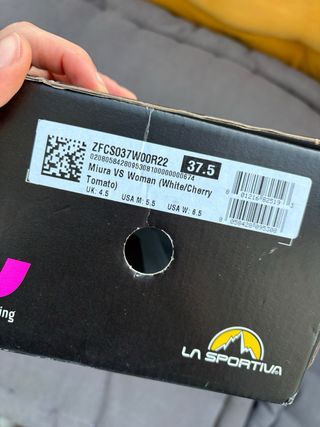 ZFCS037W00R22
37.5
Miura VS Woman (White/Cherry
Tomato)
UK: 4.5 USA M: 5.5 USA W: 6.5
ing
LA SPORTIVA